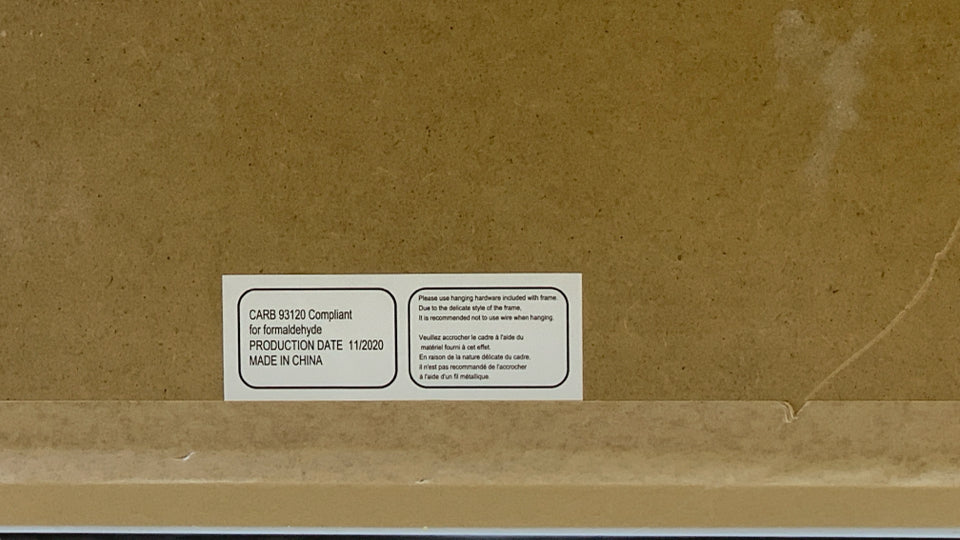 CARB 93120 Compliant
for formaldehyde
PRODUCTION DATE 11/2020
MADE IN CHINA
Please use hanging hardware included with frame.
Due to the delicate style of the frame,
It is recommended not to use wire when hanging.
Veuillez accrocher le cadre à l'aide du
matériel fourni à cet effet.
En raison de la nature délicate du cadre.
il n'est pas recommandé de l'accrocher
à l'aide d'un fil métallique